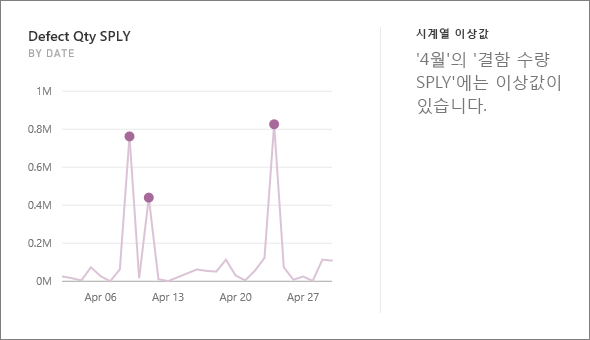 Defect Qty SPLY
BY DATE
1M
0.8M
0.6M
0.4M
0.2M
0M
Apr 06 Apr 13 Apr 20 Apr 27
시계열 이상값
'4월'의 '결함 수량
SPLY'에는 이상값이
있습니다.